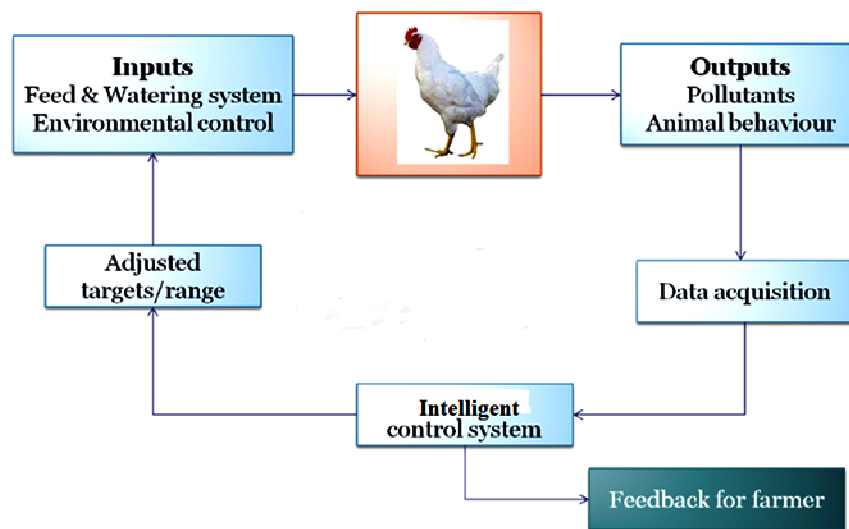 Inputs
Feed & Watering system
Environmental control
Outputs
Pollutants
Animal behaviour
Adjusted
targets/range
Data acquisition
Intelligent
control system
Feedback for farmer